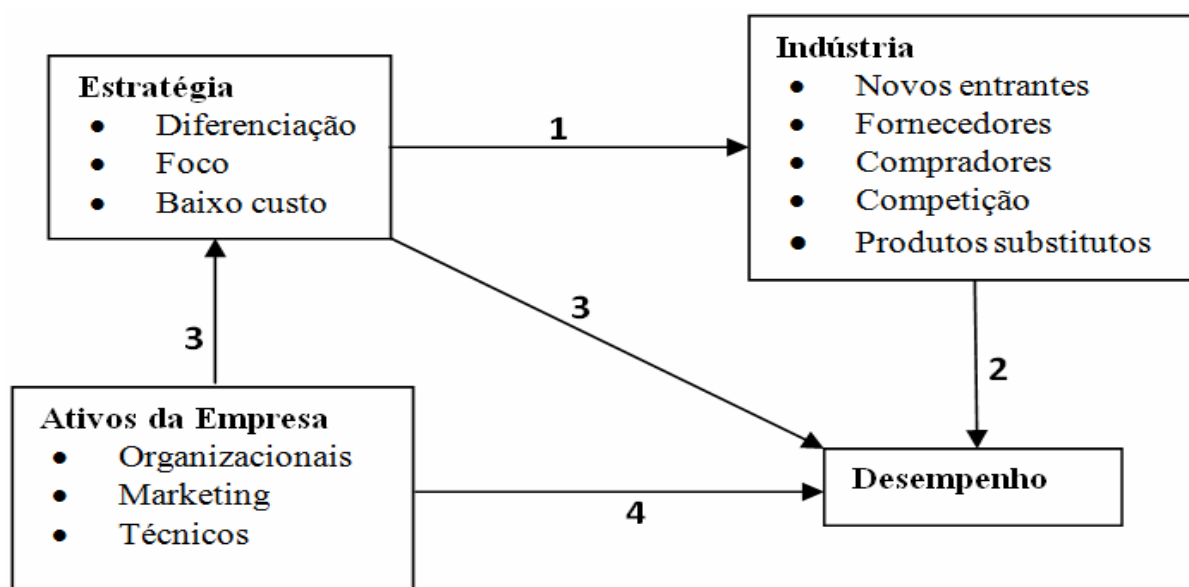 Estratégia
• Diferenciação
• Foco
• Baixo custo
1
Indústria
• Novos entrantes
• Fornecedores
• Compradores
• Competição
• Produtos substitutos
3
3
2
Ativos da Empresa
• Organizacionais
• Marketing
• Técnicos
4
Desempenho